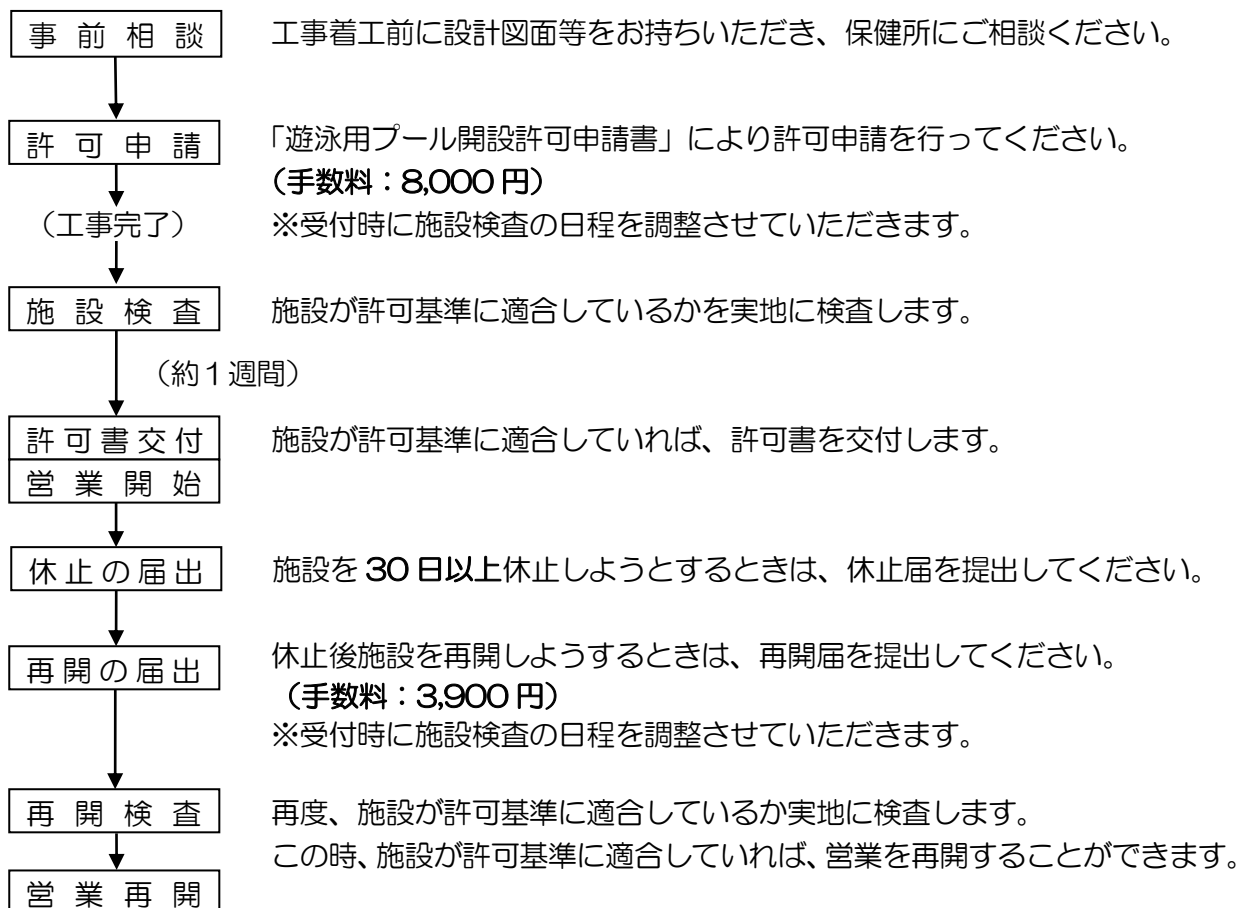 事前相談 工事着工前に設計図面等をお持ちいただき、保健所にご相談ください。
許可申請 「遊泳用プール開設許可申請書」により許可申請を行ってください。
（手数料：8,000円）
（工事完了） ※受付時に施設検査の日程を調整させていただきます。
施設検査 施設が許可基準に適合しているかを実地に検査します。
（約1週間）
許可書交付 施設が許可基準に適合していれば、許可書を交付します。
営業開始
休止の届出 施設を30日以上休止しようとするときは、休止届を提出してください。
再開の届出 休止後施設を再開しようするときは、再開届を提出してください。
（手数料：3,900円）
※受付時に施設検査の日程を調整させていただきます。
再開検査 再度、施設が許可基準に適合しているか実地に検査します。
この時、施設が許可基準に適合していれば、営業を再開することができます。
営業再開